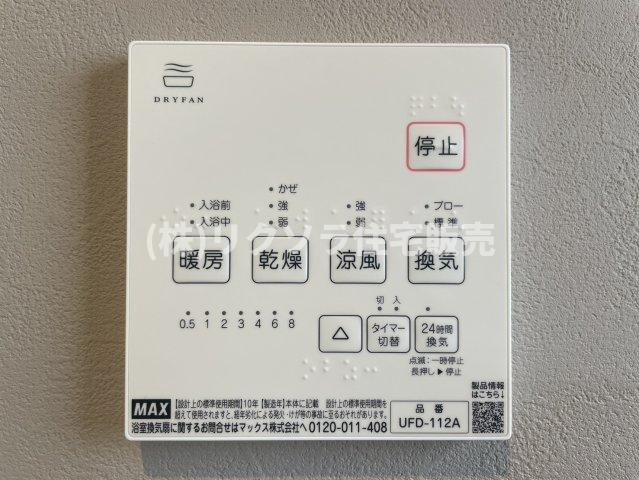 DRYFAN
停止
かぜ
入浴前 強 強 ブロー
入浴中 弱 弱 標準
(株)リクソラ住宅販売
暖房 乾燥 涼風 換気
切 入
0.5 1 2 3 4 6 8
△ タイマー切替 24時間換気
点滅:一時停止
長押し▶停止
製品情報はこちら↓
MAX 【設計上の標準使用期間】10年 【製造年】本体に記載 設計上の標準使用期間を
超えて使用されますと、経年劣化による発火・けが等の事故に至るおそれがあります。
浴室換気扇に関するお問合せはマックス株式会社へ 0120-011-408
品番
UFD-112A